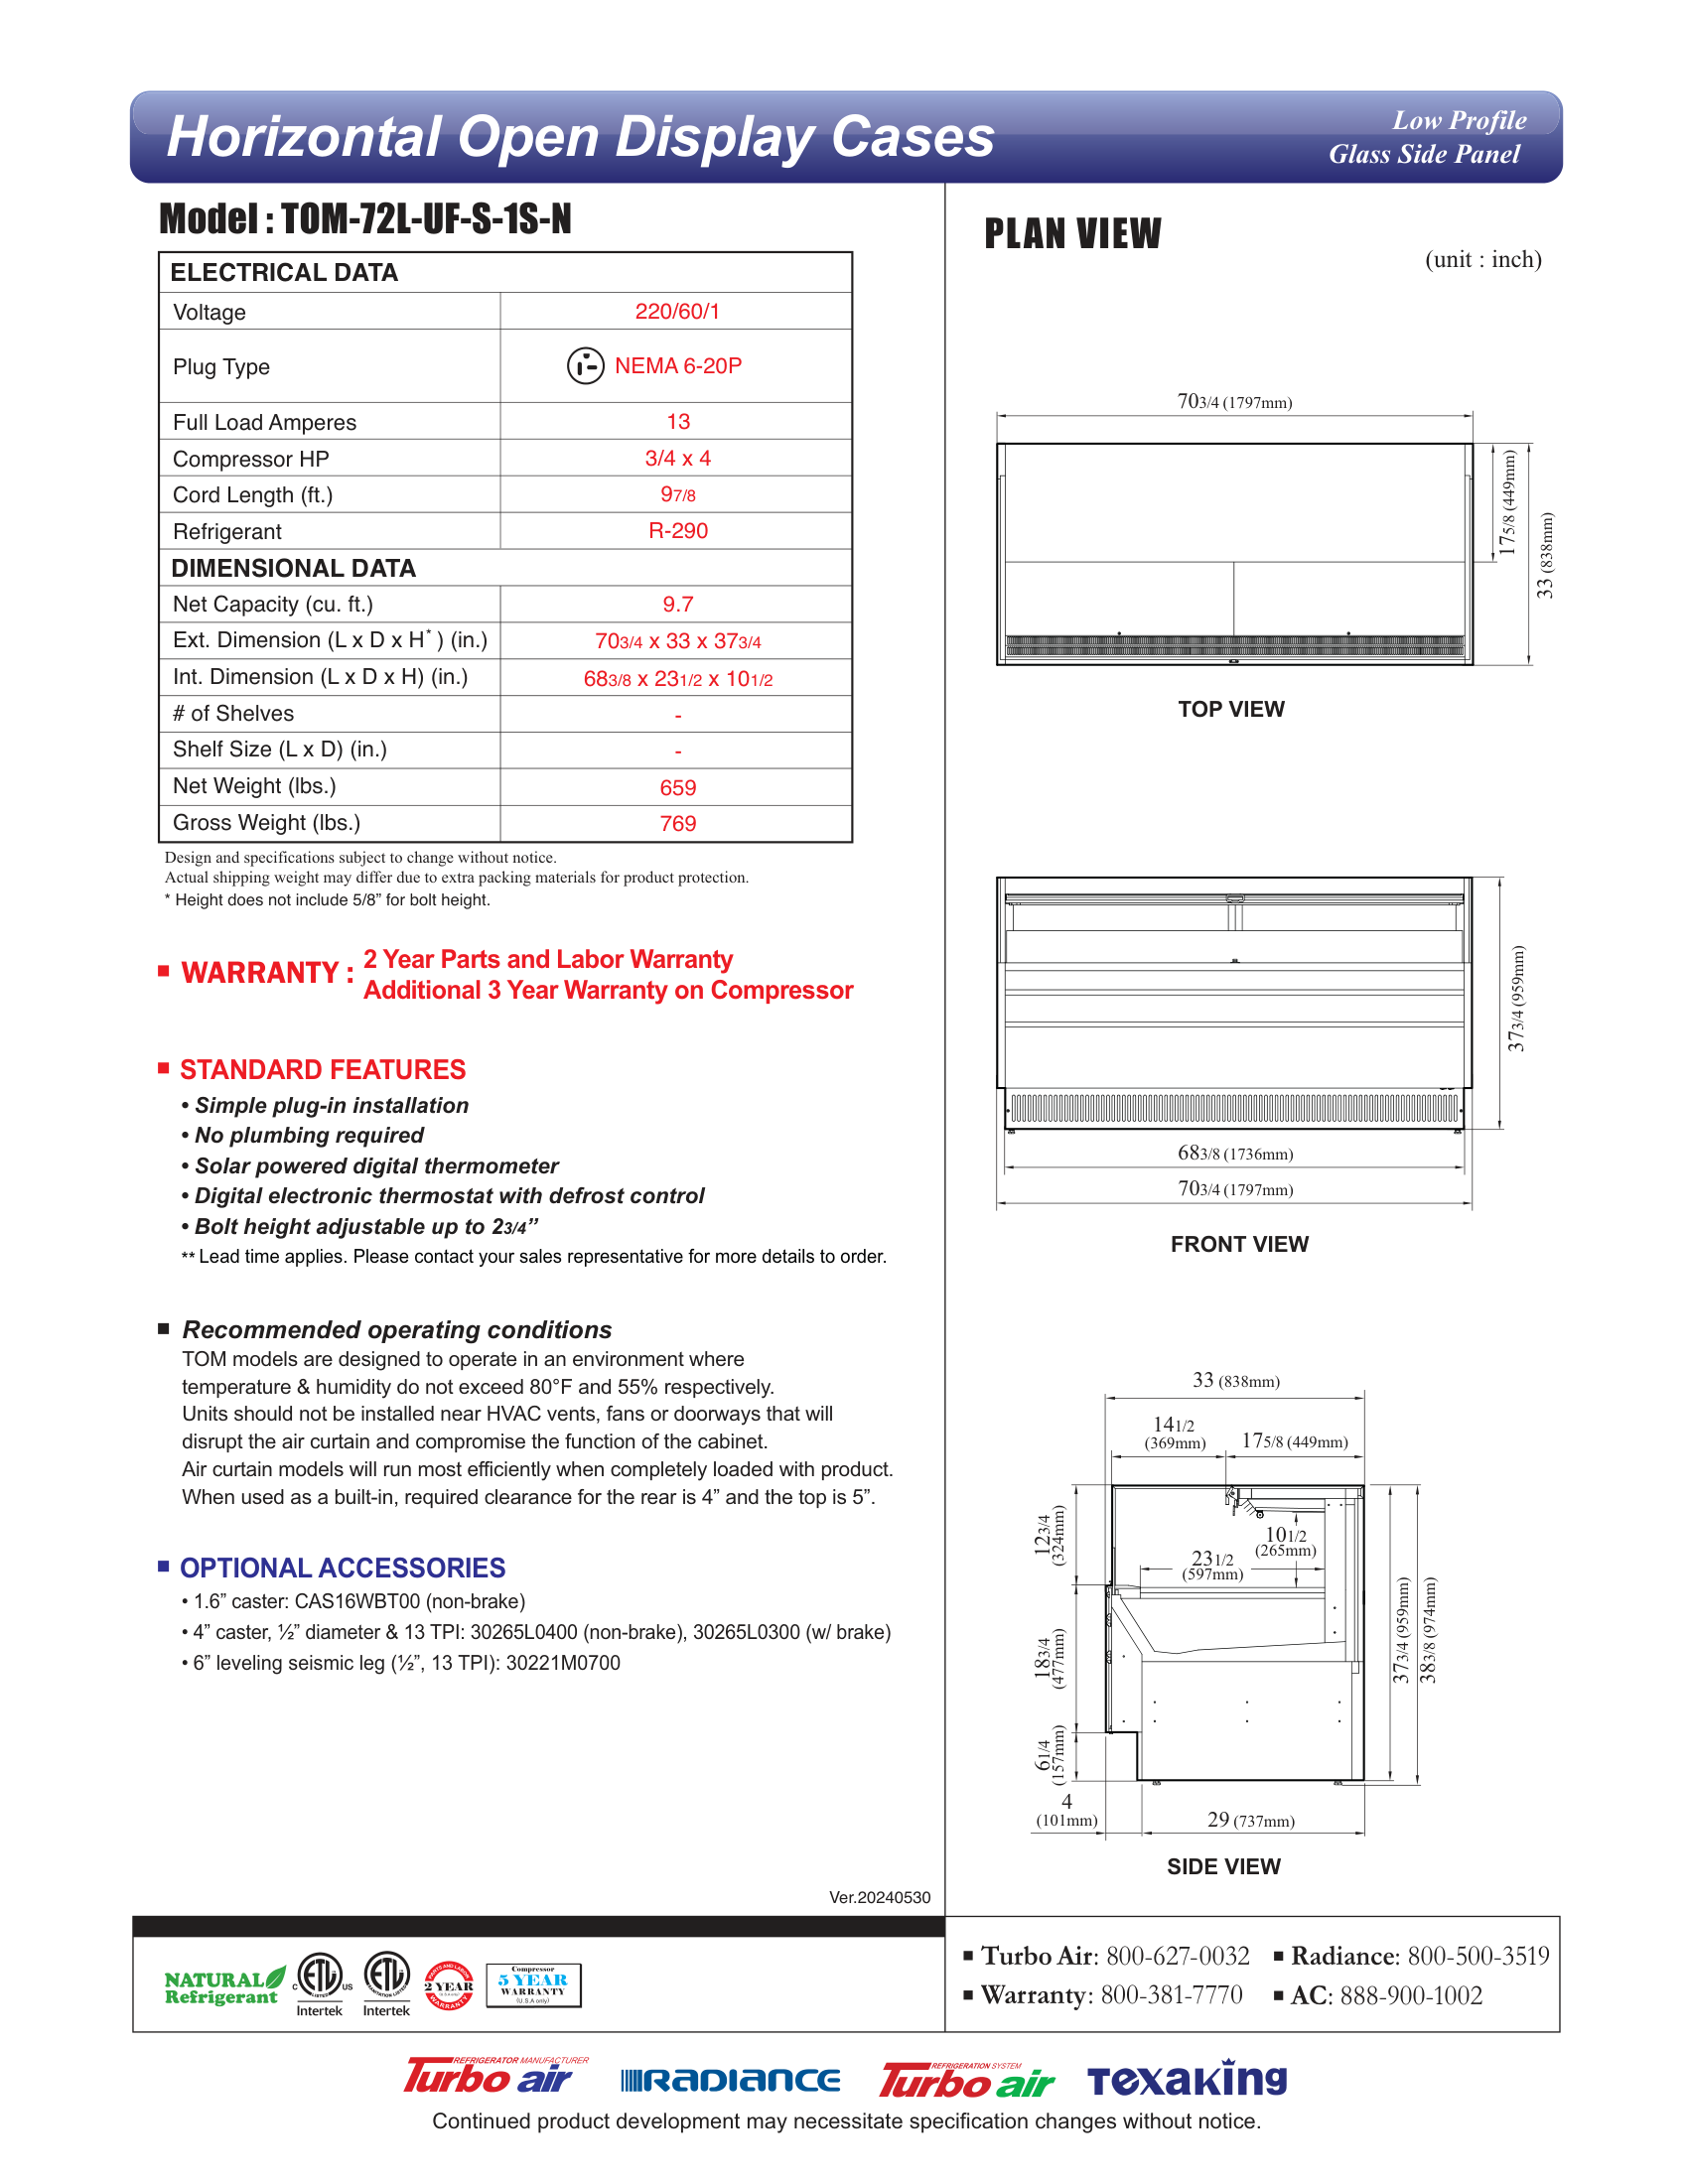 Horizontal Open Display Cases
Low Profile
Glass Side Panel
Model : TOM-72L-UF-S-1S-N
ELECTRICAL DATA
Voltage 220/60/1
Plug Type NEMA 6-20P
Full Load Amperes 13
Compressor HP 3/4 x 4
Cord Length (ft.) 97/8
Refrigerant R-290
DIMENSIONAL DATA
Net Capacity (cu. ft.) 9.7
Ext. Dimension (L x D x H*) (in.) 703/4 x 33 x 373/4
Int. Dimension (L x D x H) (in.) 683/8 x 231/2 x 101/2
# of Shelves -
Shelf Size (L x D) (in.) -
Net Weight (lbs.) 659
Gross Weight (lbs.) 769
Design and specifications subject to change without notice.
Actual shipping weight may differ due to extra packing materials for product protection.
* Height does not include 5/8” for bolt height.
■ WARRANTY : 2 Year Parts and Labor Warranty
Additional 3 Year Warranty on Compressor
■ STANDARD FEATURES
• Simple plug-in installation
• No plumbing required
• Solar powered digital thermometer
• Digital electronic thermostat with defrost control
• Bolt height adjustable up to 23/4”
** Lead time applies. Please contact your sales representative for more details to order.
■ Recommended operating conditions
TOM models are designed to operate in an environment where
temperature & humidity do not exceed 80°F and 55% respectively.
Units should not be installed near HVAC vents, fans or doorways that will
disrupt the air curtain and compromise the function of the cabinet.
Air curtain models will run most efficiently when completely loaded with product.
When used as a built-in, required clearance for the rear is 4” and the top is 5”.
■ OPTIONAL ACCESSORIES
• 1.6” caster: CAS16WBT00 (non-brake)
• 4” caster, ½” diameter & 13 TPI: 30265L0400 (non-brake), 30265L0300 (w/ brake)
• 6” leveling seismic leg (½”, 13 TPI): 30221M0700
Ver.20240530
PLAN VIEW
(unit : inch)
703/4 (1797mm)
175/8 (449mm)
33 (838mm)
TOP VIEW
373/4 (959mm)
683/8 (1736mm)
703/4 (1797mm)
FRONT VIEW
33 (838mm)
141/2
(369mm)
175/8 (449mm)
123/4
(324mm)
101/2
(265mm)
231/2
(597mm)
183/4
(477mm)
373/4 (959mm)
383/8 (974mm)
61/4
(157mm)
4
(101mm)
29 (737mm)
SIDE VIEW
NATURAL
Refrigerant
C ETL US
LISTED
Intertek
ETL
SANITATION LISTED
Intertek
PARTS AND LABOR
2 YEAR
WARRANTY
Compressor
5 YEAR
WARRANTY
(U.S.A only)
■ Turbo Air: 800-627-0032 ■ Radiance: 800-500-3519
■ Warranty: 800-381-7770 ■ AC: 888-900-1002
REFRIGERATOR MANUFACTURER
Turbo air
RADIANCE
REFRIGERATION SYSTEM
Turbo air
Texaking
Continued product development may necessitate specification changes without notice.